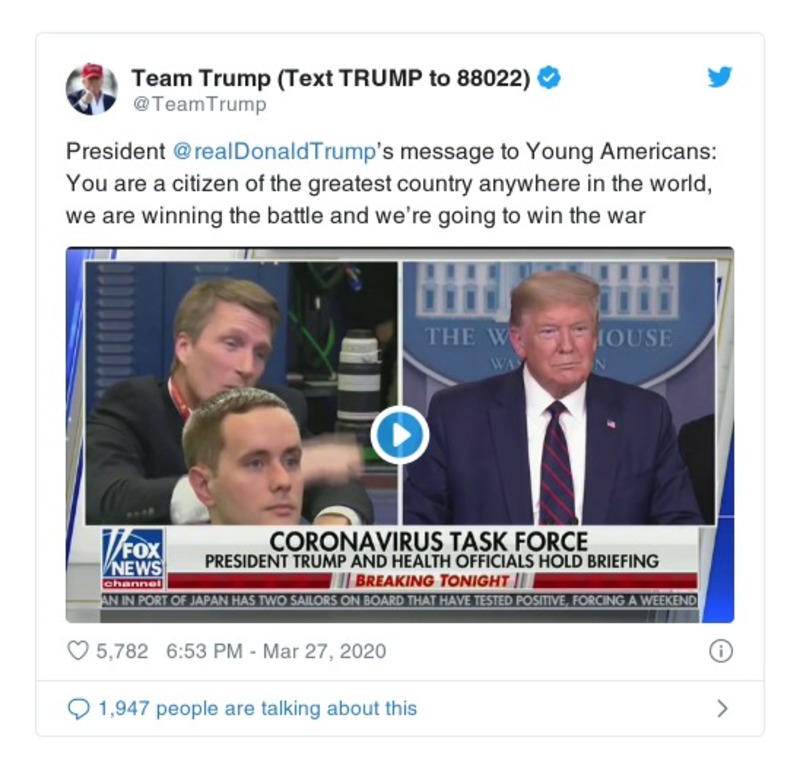 Team Trump (Text TRUMP to 88022)
@TeamTrump
President @realDonaldTrump's message to Young Americans:
You are a citizen of the greatest country anywhere in the world,
we are winning the battle and we're going to win the war
THE W HOUSE
WA N
FOX
NEWS
channel
CORONAVIRUS TASK FORCE
PRESIDENT TRUMP AND HEALTH OFFICIALS HOLD BRIEFING
BREAKING TONIGHT
AN IN PORT OF JAPAN HAS TWO SAILORS ON BOARD THAT HAVE TESTED POSITIVE, FORCING A WEEKEND
5,782 6:53 PM - Mar 27, 2020
1,947 people are talking about this